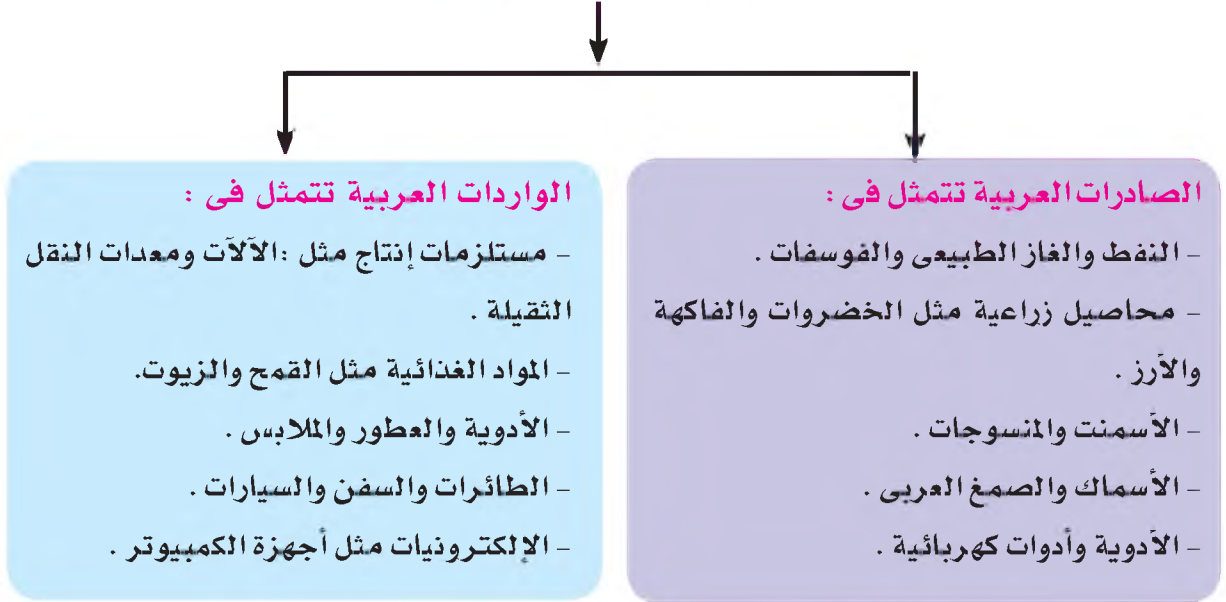 الصادرات العربية تتمثل فى :
- النفط والغاز الطبيعى والفوسفات .
- محاصيل زراعية مثل الخضروات والفاكهة
والأرز .
- الأسمنت والمنسوجات .
- الأسماك والصمغ العربى .
- الأدوية وأدوات كهربائية .
الواردات العربية تتمثل فى :
- مستلزمات إنتاج مثل :الآلآت ومعدات النقل
الثقيلة .
- المواد الغذائية مثل القمح والزيوت.
- الأدوية والعطور والملابس .
- الطائرات والسفن والسيارات .
- الإلكترونيات مثل أجهزة الكمبيوتر .